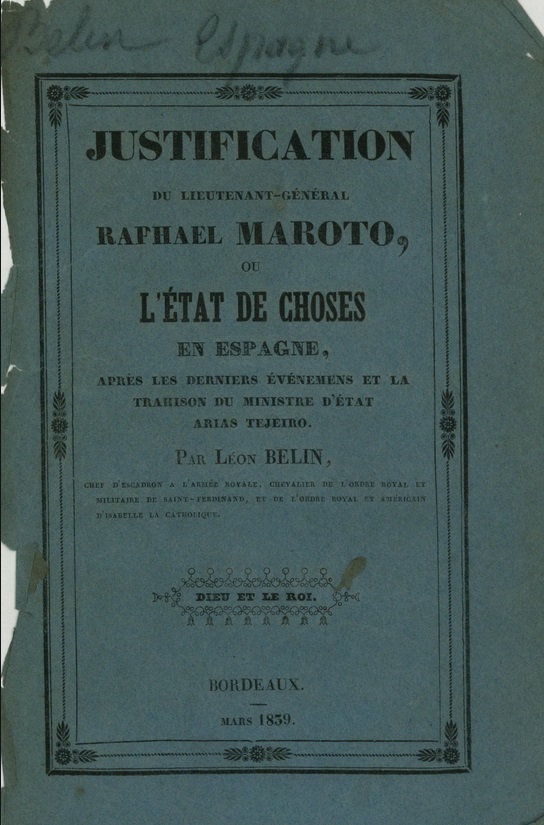 Belin Espagne
JUSTIFICATION
DU LIEUTENANT-GÉNÉRAL
RAPHAEL MAROTO,
OU
L'ÉTAT DE CHOSES
EN ESPAGNE,
APRÈS LES DERNIERS ÉVÉNEMENS ET LA
TRAHISON DU MINISTRE D'ÉTAT
ARIAS TEJEIRO.
PAR LÉON BELIN,
CHEF D'ESCADRON A L'ARMÉE ROYALE, CHEVALIER DE L'ORDRE ROYAL ET
MILITAIRE DE SAINT-FERDINAND, ET DE L'ORDRE ROYAL ET AMÉRICAIN
D'ISABELLE LA CATHOLIQUE.
DIEU ET LE ROI.
BORDEAUX.
MARS 1839.